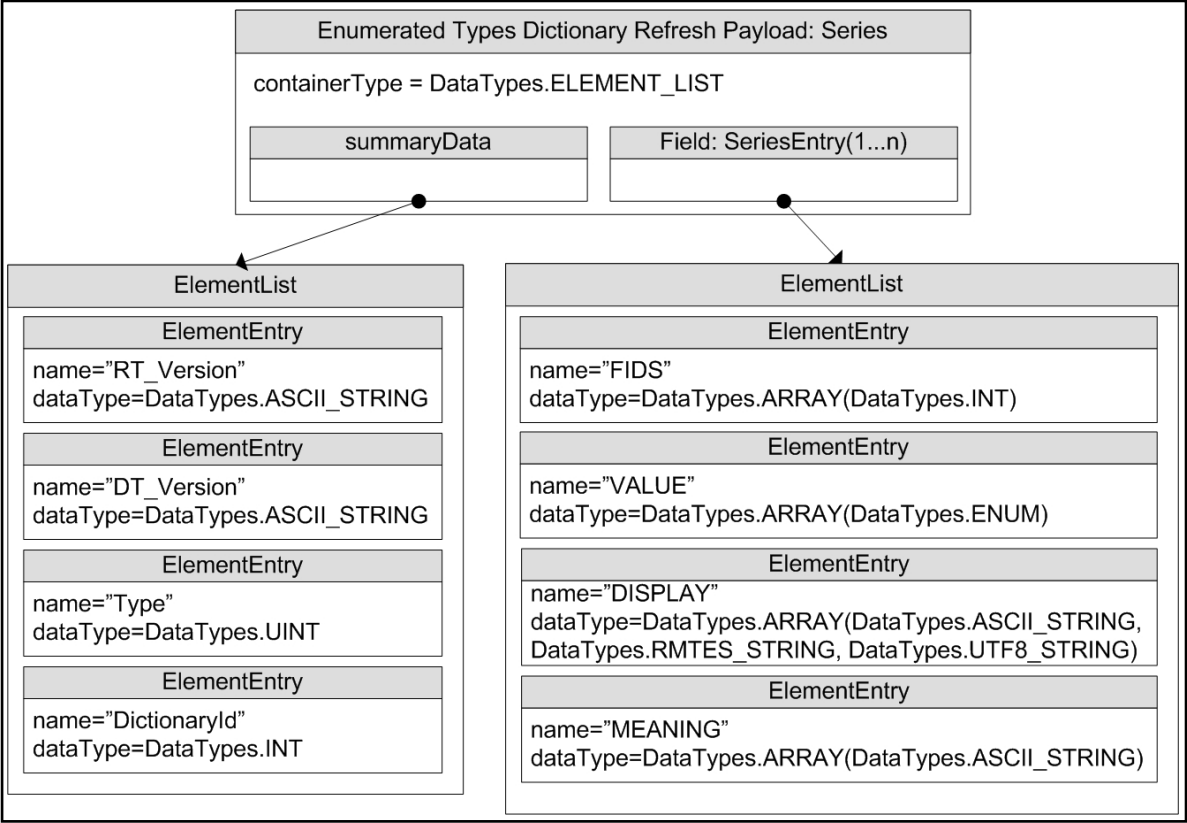 Enumerated Types Dictionary Refresh Payload: Series
containerType = DataTypes.ELEMENT_LIST
summaryData
Field: SeriesEntry(1...n)
ElementList
ElementEntry
name=”RT_Version”
dataType=DataTypes.ASCII_STRING
ElementEntry
name=”DT_Version”
dataType=DataTypes.ASCII_STRING
ElementEntry
name=”Type”
dataType=DataTypes.UINT
ElementEntry
name=”DictionaryId”
dataType=DataTypes.INT
ElementList
ElementEntry
name=”FIDS”
dataType=DataTypes.ARRAY(DataTypes.INT)
ElementEntry
name=”VALUE”
dataType=DataTypes.ARRAY(DataTypes.ENUM)
ElementEntry
name=”DISPLAY”
dataType=DataTypes.ARRAY(DataTypes.ASCII_STRING,
DataTypes.RMTES_STRING, DataTypes.UTF8_STRING)
ElementEntry
name=”MEANING”
dataType=DataTypes.ARRAY(DataTypes.ASCII_STRING)